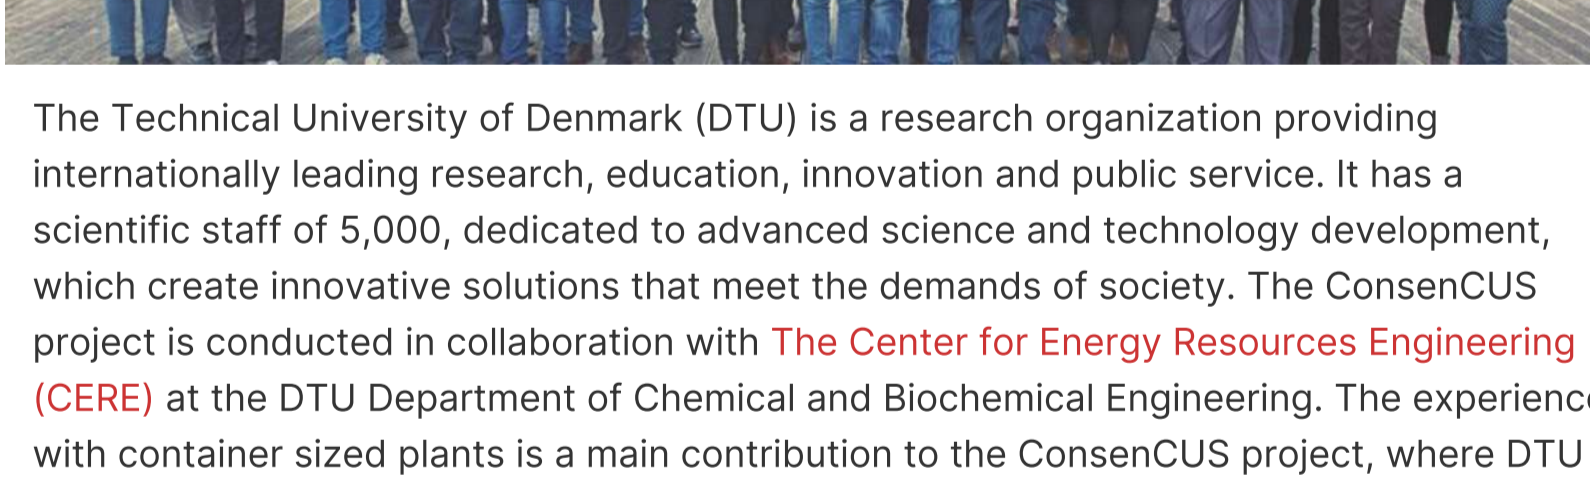 The Technical University of Denmark (DTU) is a research organization providing
internationally leading research, education, innovation and public service. It has a
scientific staff of 5,000, dedicated to advanced science and technology development,
which create innovative solutions that meet the demands of society. The ConsenCUS
project is conducted in collaboration with The Center for Energy Resources Engineering
(CERE) at the DTU Department of Chemical and Biochemical Engineering. The experience
with container sized plants is a main contribution to the ConsenCUS project, where DTU